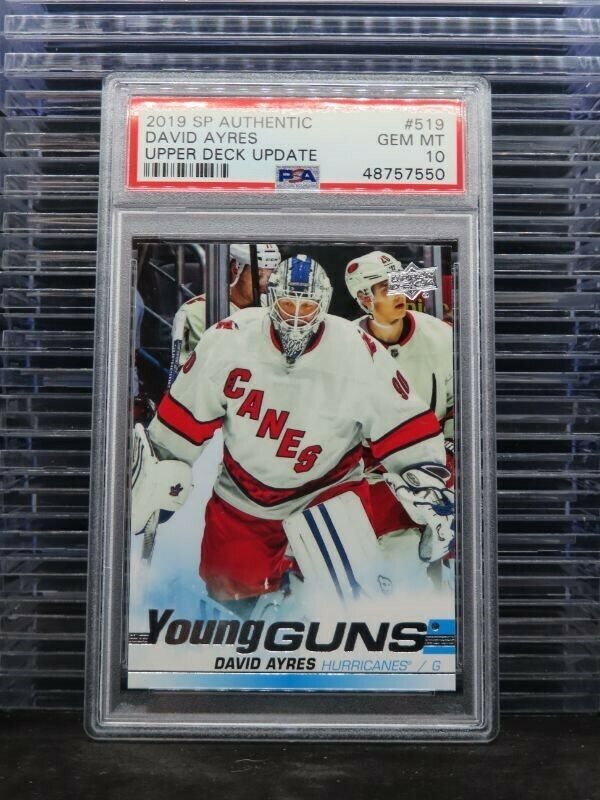 2019 SP AUTHENTIC #519
DAVID AYRES GEM MT
UPPER DECK UPDATE 10
PSA 48757550
90
CANES
Young GUNS
DAVID AYRES HURRICANES / G